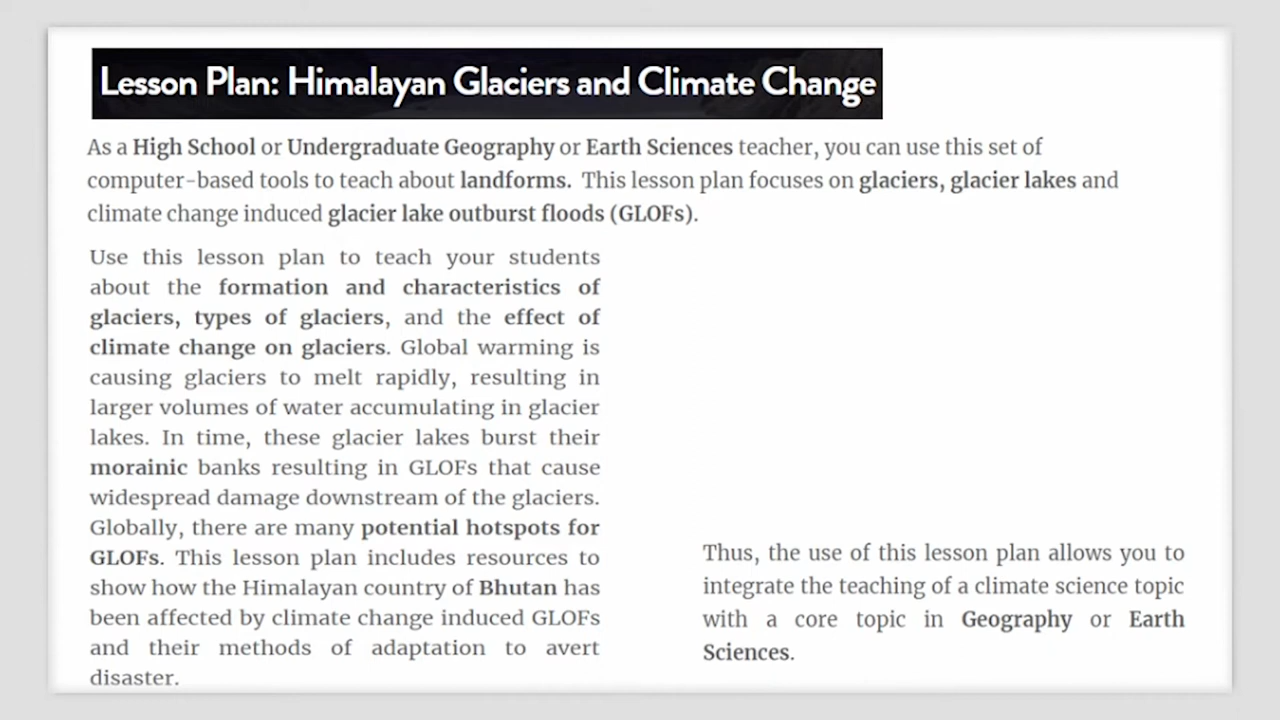 Lesson Plan: Himalayan Glaciers and Climate Change
As a High School or Undergraduate Geography or Earth Sciences teacher, you can use this set of
computer-based tools to teach about landforms. This lesson plan focuses on glaciers, glacier lakes and
climate change induced glacier lake outburst floods (GLOFs).
Use this lesson plan to teach your students
about the formation and characteristics of
glaciers, types of glaciers, and the effect of
climate change on glaciers. Global warming is
causing glaciers to melt rapidly, resulting in
larger volumes of water accumulating in glacier
lakes. In time, these glacier lakes burst their
morainic banks resulting in GLOFs that cause
widespread damage downstream of the glaciers.
Globally, there are many potential hotspots for
GLOFs. This lesson plan includes resources to
show how the Himalayan country of Bhutan has
been affected by climate change induced GLOFs
and their methods of adaptation to avert
disaster.
Thus, the use of this lesson plan allows you to
integrate the teaching of a climate science topic
with a core topic in Geography or Earth
Sciences.